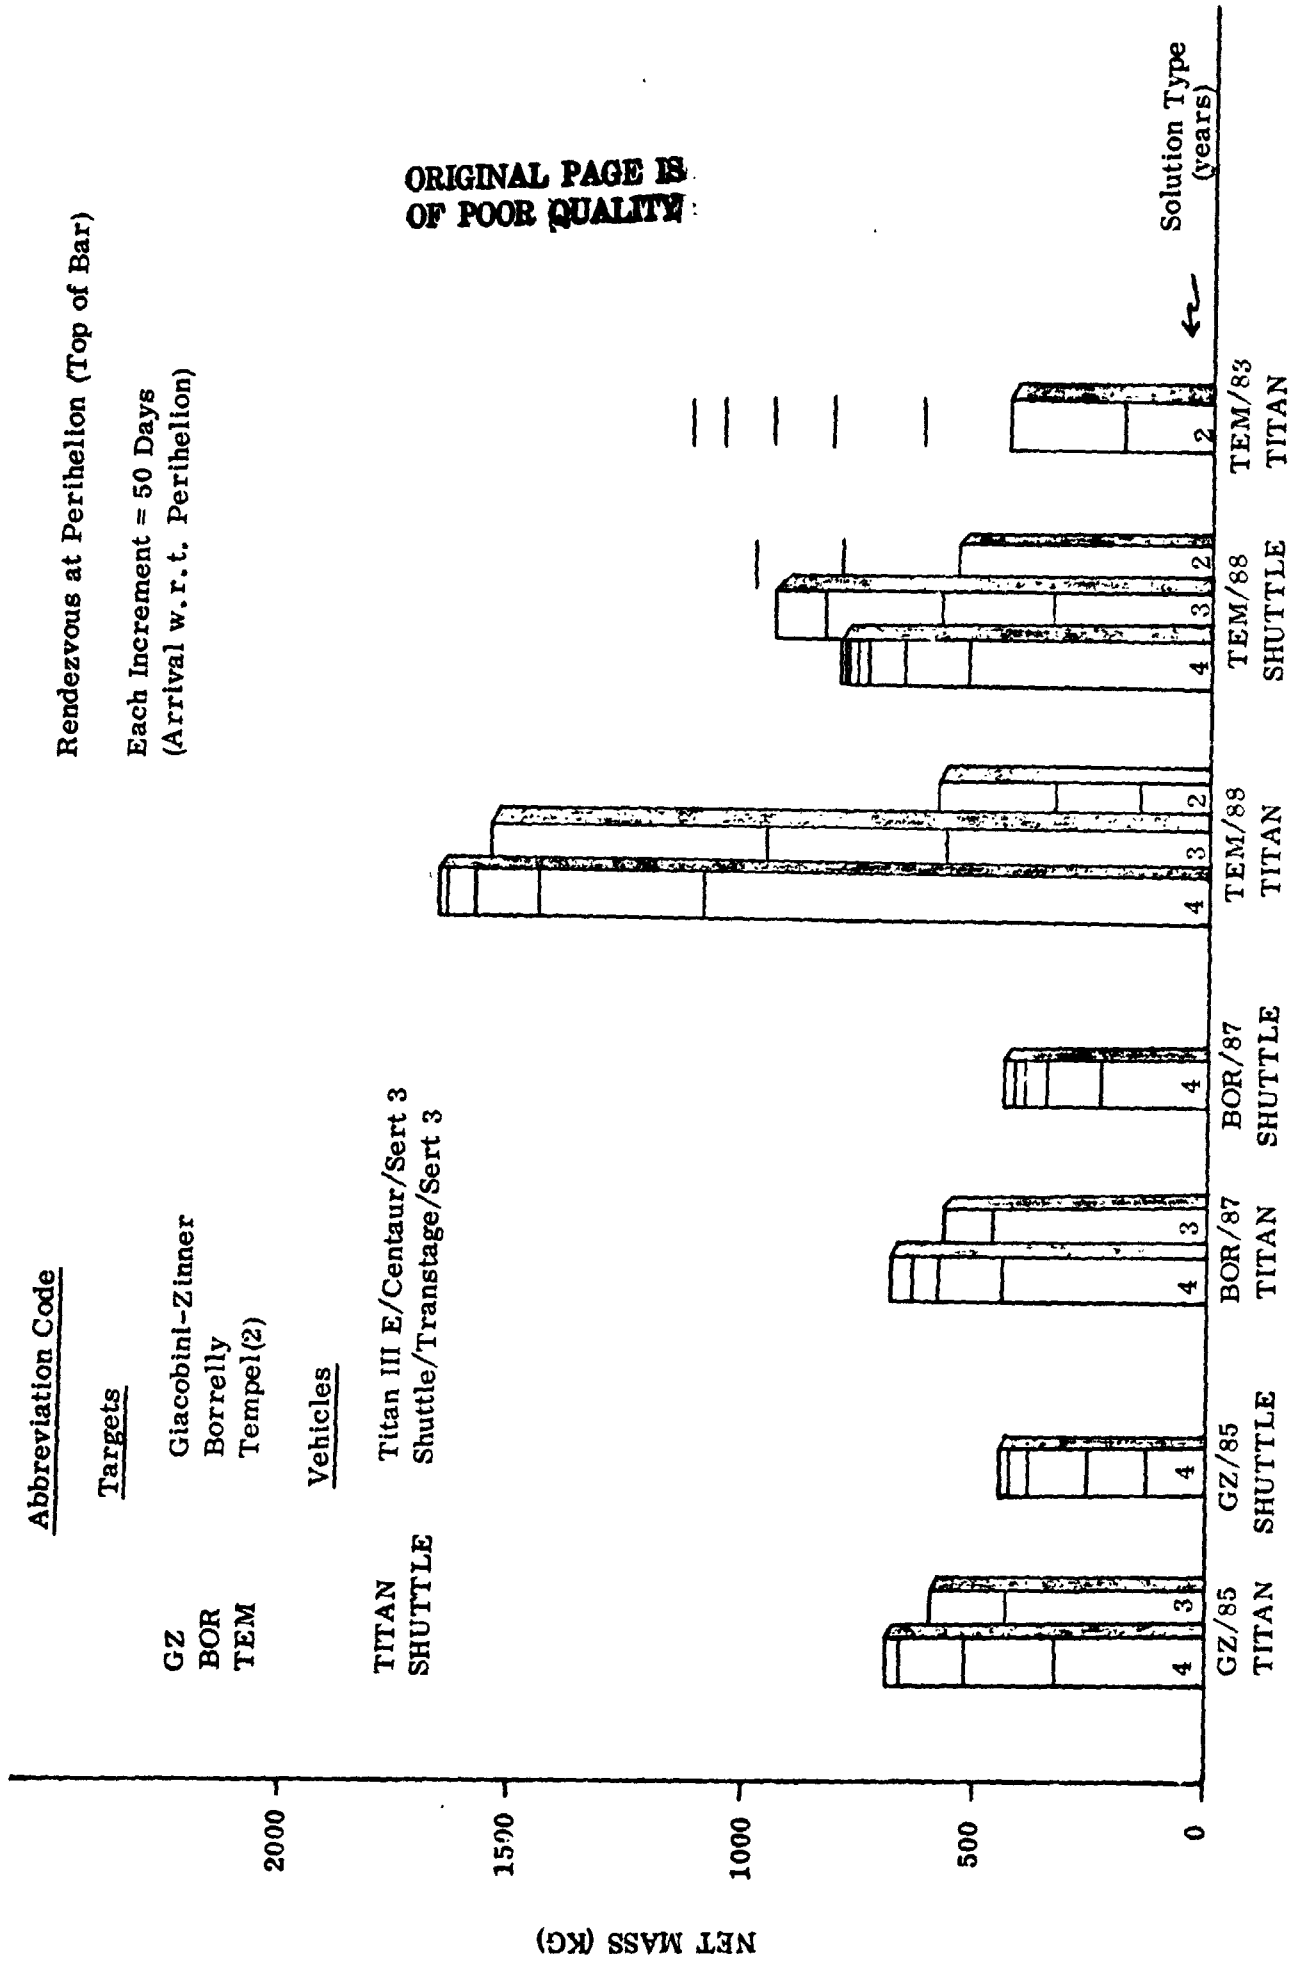 Abbreviation Code
Targets
GZ Giacobini-Zinner
BOR Borrelly
TEM Tempel(2)
Vehicles
TITAN Titan III E/Centaur/Sert 3
SHUTTLE Shuttle/Transtage/Sert 3
Rendezvous at Perihelion (Top of Bar)
Each Increment = 50 Days
(Arrival w.r.t. Perihelion)
ORIGINAL PAGE IS
OF POOR QUALITY
NET MASS (KG)
2000
1500
1000
500
0
4 3
GZ/85
TITAN
4
GZ/85
SHUTTLE
4 3
BOR/87
TITAN
4
BOR/87
SHUTTLE
4 3 2
TEM/88
TITAN
4 3 2
TEM/88
SHUTTLE
2
TEM/83
TITAN
Solution Type
(years)